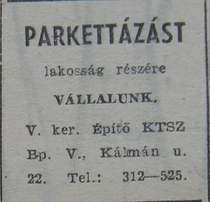 PARKETTÁZÁST
lakosság részére
VÁLLALUNK.
V. ker. Építő KTSZ
Bp. V., Kálmán u.
22. Tel.: 312—525.